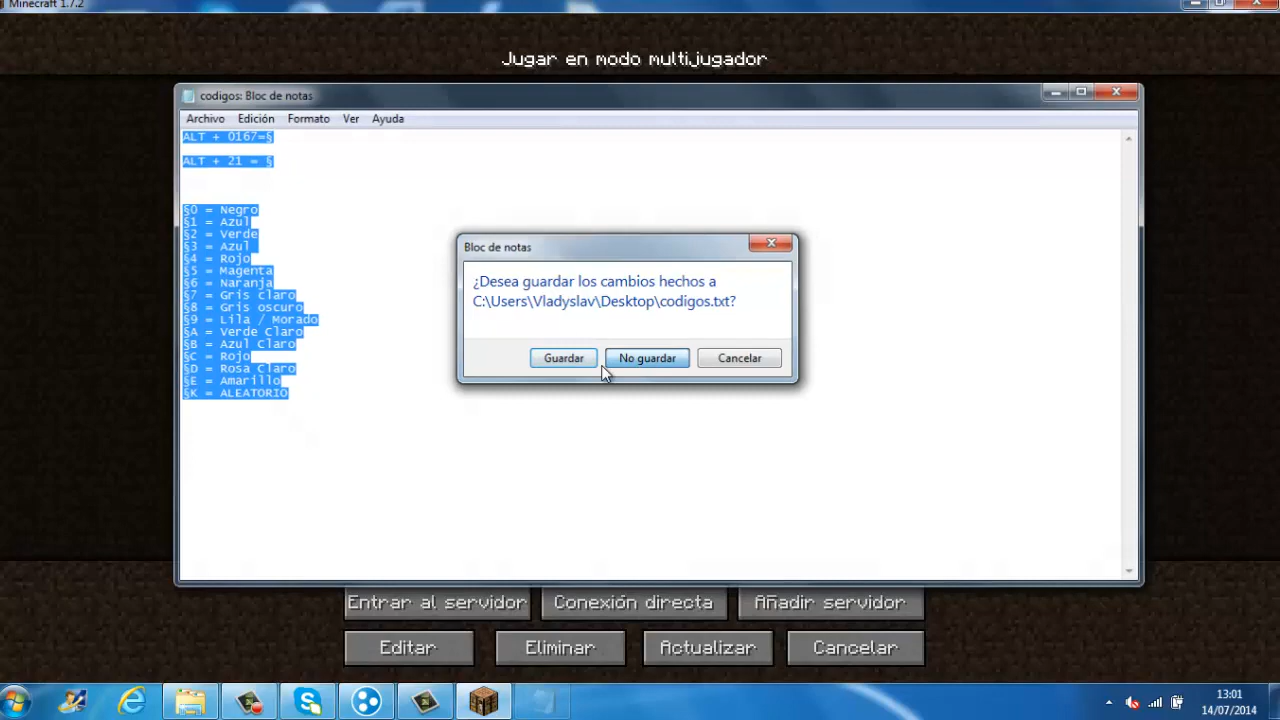 Minecraft 1.7.2
Jugar en modo multijugador
codigos: Bloc de notas
Archivo Edición Formato Ver Ayuda
ALT + 0167=§
ALT + 21 = §
§0 = Negro
§1 = Azul
§2 = Verde
§3 = Azul
§4 = Rojo
§5 = Magenta
§6 = Naranja
§7 = Gris claro
§8 = Gris oscuro
§9 = Lila / Morado
§A = Verde Claro
§B = Azul Claro
§C = Rojo
§D = Rosa Claro
§E = Amarillo
§K = ALEATORIO
Bloc de notas
¿Desea guardar los cambios hechos a
C:\Users\Vladyslav\Desktop\codigos.txt?
Guardar No guardar Cancelar
Entrar al servidor Conexión directa Añadir servidor
Editar Eliminar Actualizar Cancelar
13:01
14/07/2014